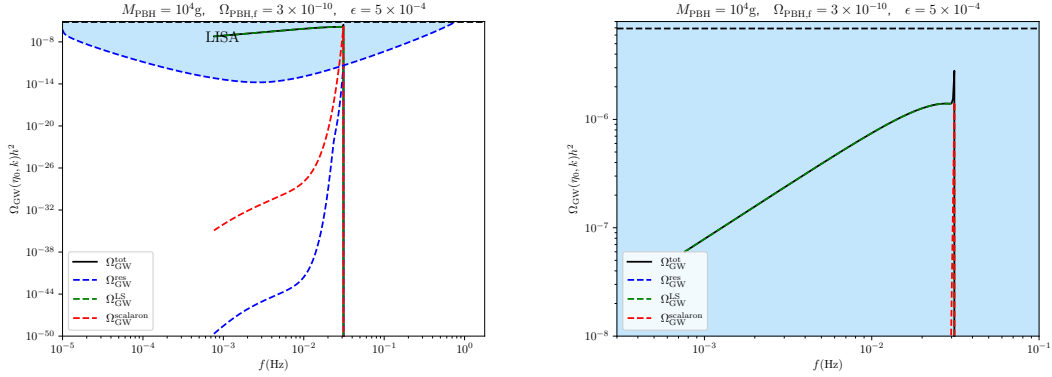 M_PBH = 10^4g, Ω_PBH,f = 3 × 10^−10, ϵ = 5 × 10^−4
Ω_GW(η_0, k)h^2
10^−8
10^−14
10^−20
10^−26
10^−32
10^−38
10^−44
10^−50
LISA
Ω_GW^tot
Ω_GW^res
Ω_GW^LS
Ω_GW^scalaron
10^−5
10^−4
10^−3
10^−2
10^−1
10^0
f(Hz)
M_PBH = 10^4g, Ω_PBH,f = 3 × 10^−10, ϵ = 5 × 10^−4
Ω_GW(η_0, k)h^2
10^−6
10^−7
10^−8
Ω_GW^tot
Ω_GW^res
Ω_GW^LS
Ω_GW^scalaron
10^−3
10^−2
10^−1
f(Hz)